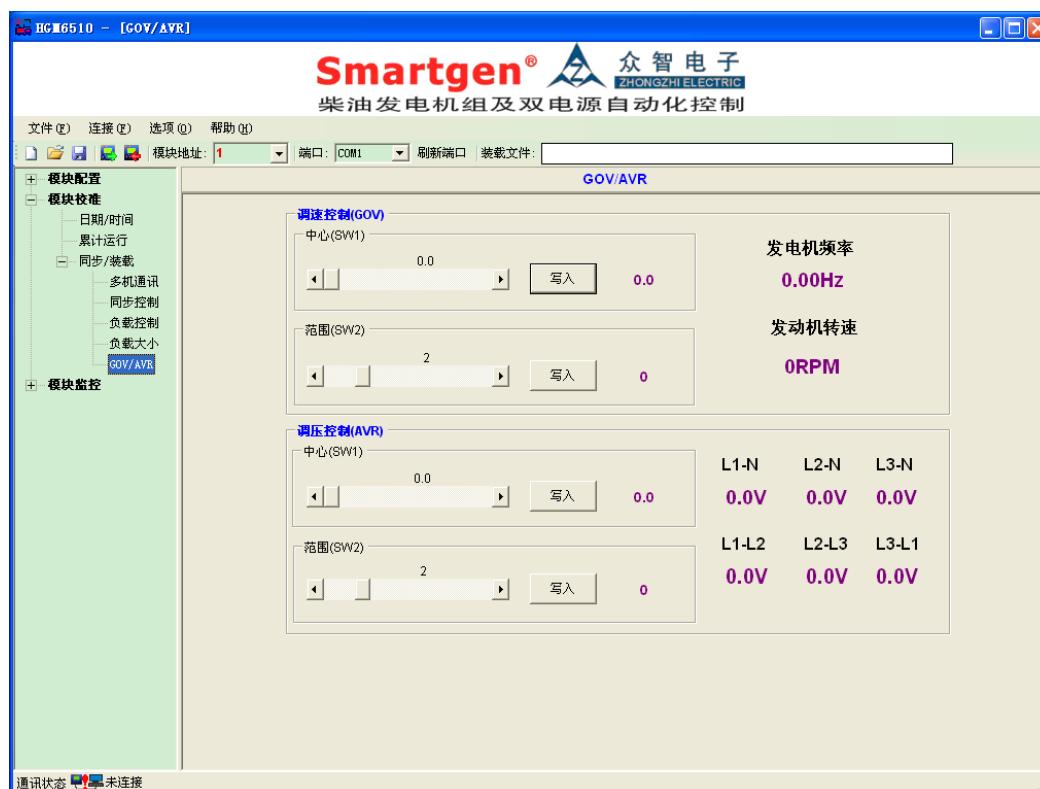 HGM6510 - [GOV/AVR]
Smartgen® 众智电子
ZHONGZHI ELECTRIC
柴油发电机组及双电源自动化控制
文件(F) 连接(P) 选项(O) 帮助(H)
模块地址: 1 端口: COM1 刷新端口 装载文件:
模块配置
模块校准
日期/时间
累计运行
同步/装载
多机通讯
同步控制
负载控制
负载大小
GOV/AVR
模块监控
GOV/AVR
调速控制(GOV)
中心(SW1)
0.0
写入 0.0
范围(SW2)
2
写入 0
发电机频率
0.00Hz
发动机转速
0RPM
调压控制(AVR)
中心(SW1)
0.0
写入 0.0
范围(SW2)
2
写入 0
L1-N L2-N L3-N
0.0V 0.0V 0.0V
L1-L2 L2-L3 L3-L1
0.0V 0.0V 0.0V
通讯状态 未连接